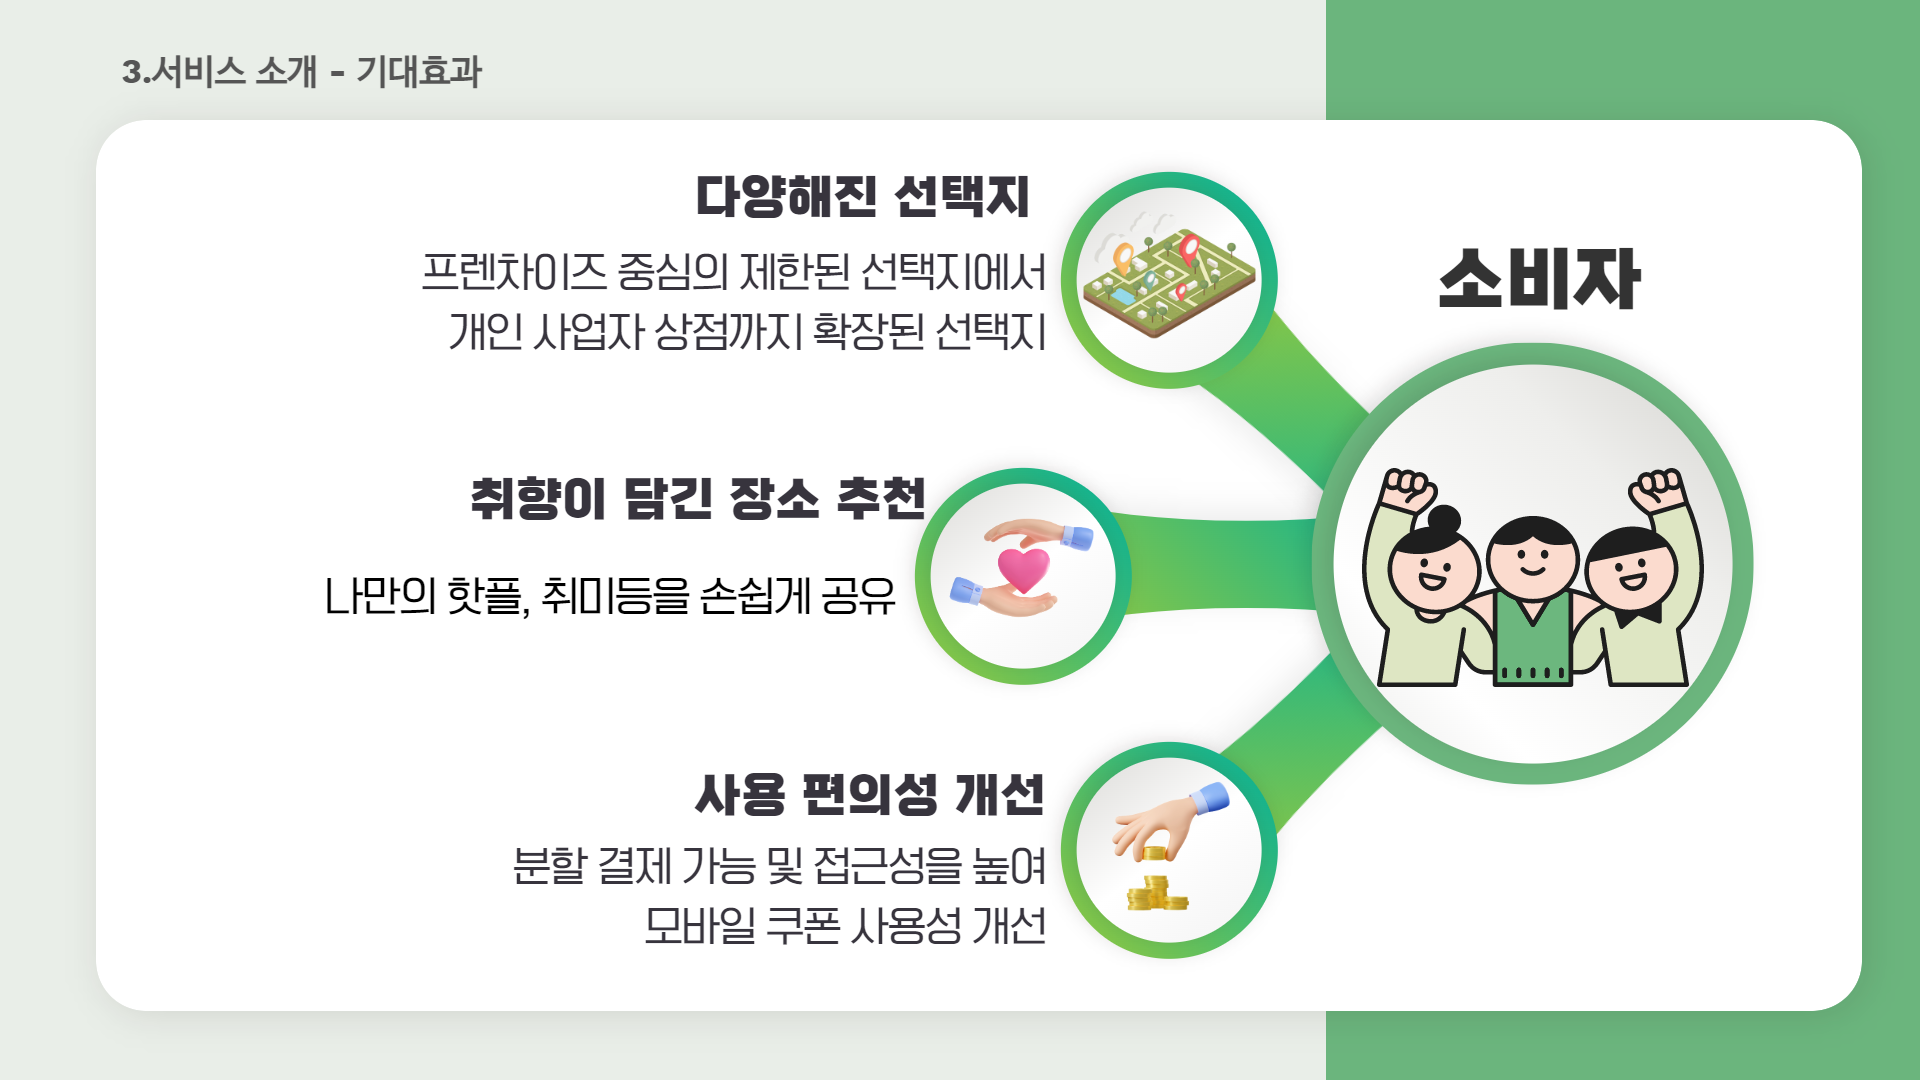 3.서비스 소개 - 기대효과
다양해진 선택지
프렌차이즈 중심의 제한된 선택지에서
개인 사업자 상점까지 확장된 선택지
소비자
취향이 담긴 장소 추천
나만의 핫플, 취미등을 손쉽게 공유
사용 편의성 개선
분할 결제 가능 및 접근성을 높여
모바일 쿠폰 사용성 개선